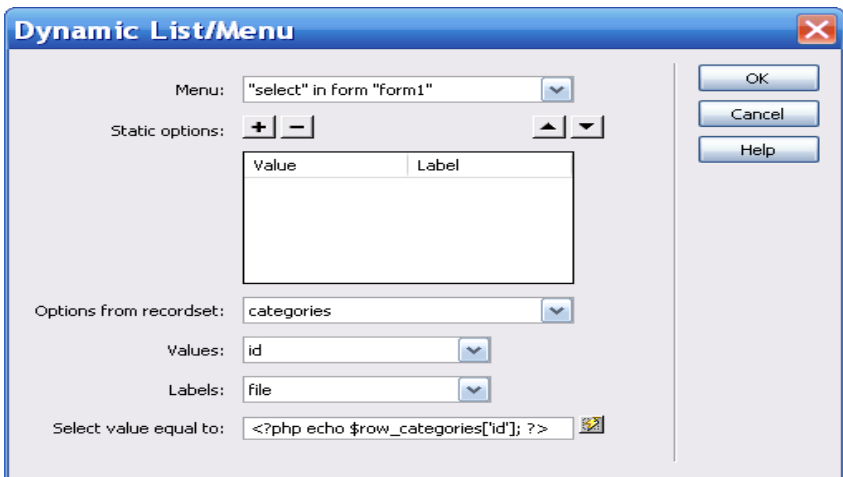 Dynamic List/Menu
Menu: "select" in form "form1"
OK
Static options:
Cancel
Help
Value Label
Options from recordset: categories
Values: id
Labels: file
Select value equal to: <?php echo $row_categories['id']; ?>